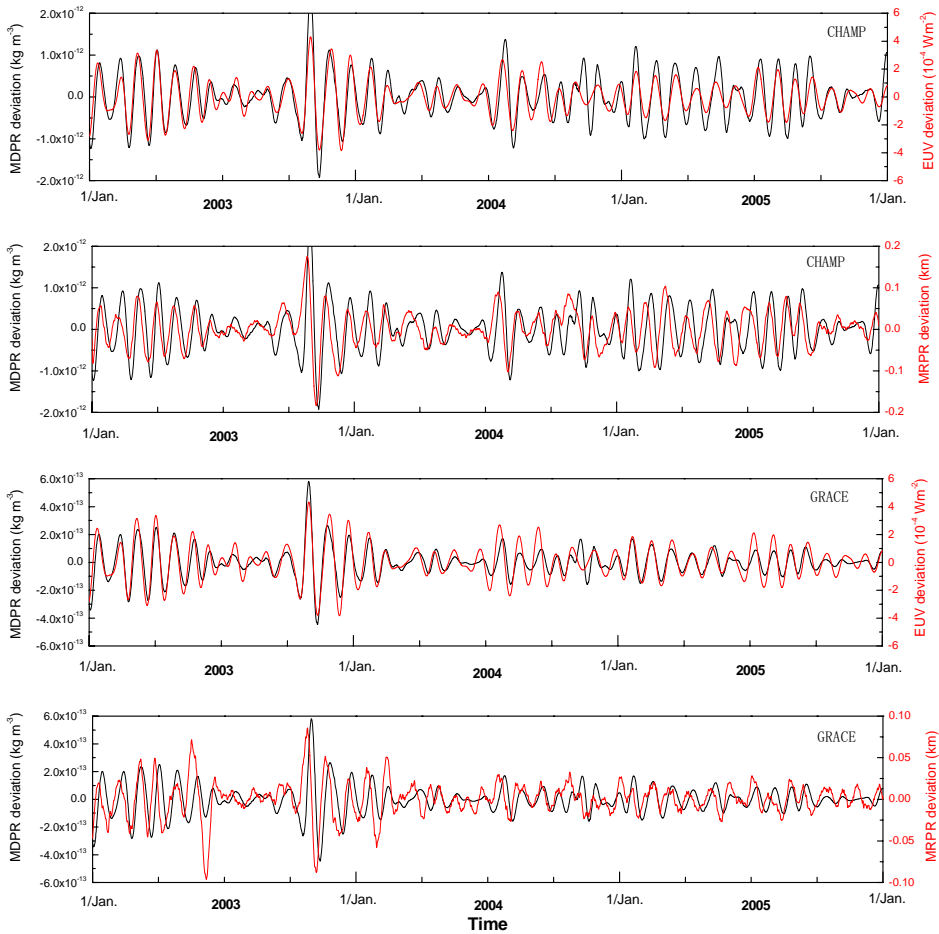 2.0x10⁻¹²
1.0x10⁻¹²
0.0
-1.0x10⁻¹²
-2.0x10⁻¹²
MDPR deviation (kg m⁻³)
CHAMP
6
4
2
0
-2
-4
-6
EUV deviation (10⁻⁴ Wm⁻²)
1/Jan.
2003
1/Jan.
2004
1/Jan.
2005
1/Jan.
2.0x10⁻¹²
1.0x10⁻¹²
0.0
-1.0x10⁻¹²
-2.0x10⁻¹²
MDPR deviation (kg m⁻³)
CHAMP
0.2
0.1
0.0
-0.1
-0.2
MRPR deviation (km)
1/Jan.
2003
1/Jan.
2004
1/Jan.
2005
1/Jan.
6.0x10⁻¹³
4.0x10⁻¹³
2.0x10⁻¹³
0.0
-2.0x10⁻¹³
-4.0x10⁻¹³
-6.0x10⁻¹³
MDPR deviation (kg m⁻³)
GRACE
6
4
2
0
-2
-4
-6
EUV deviation (10⁻⁴ Wm⁻²)
1/Jan.
2003
1/Jan.
2004
1/Jan.
2005
1/Jan.
6.0x10⁻¹³
4.0x10⁻¹³
2.0x10⁻¹³
0.0
-2.0x10⁻¹³
-4.0x10⁻¹³
-6.0x10⁻¹³
MDPR deviation (kg m⁻³)
GRACE
0.10
0.05
0.00
-0.05
-0.10
MRPR deviation (km)
1/Jan.
2003
1/Jan.
2004
1/Jan.
2005
1/Jan.
Time